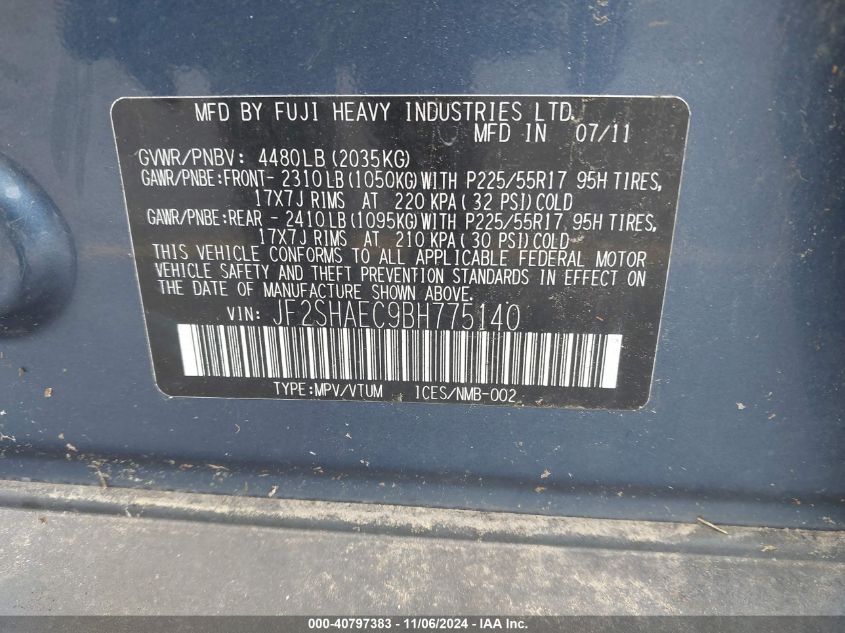 MFD BY FUJI HEAVY INDUSTRIES LTD.
MFD IN 07/11
GVWR/PNBV: 4480LB(2035KG)
GAWR/PNBE:FRONT- 2310LB(1050KG)WITH P225/55R17 95H TIRES,
17X7J RIMS AT 220 KPA( 32 PSI)COLD
GAWR/PNBE:REAR - 2410LB(1095KG)WITH P225/55R17 95H TIRES,
17X7J RIMS AT 210 KPA( 30 PSI)COLD
THIS VEHICLE CONFORMS TO ALL APPLICABLE FEDERAL MOTOR
VEHICLE SAFETY AND THEFT PREVENTION STANDARDS IN EFFECT ON
THE DATE OF MANUFACTURE SHOWN ABOVE.
VIN: JF2SHAEC9BH775140
TYPE:MPV/VTUM ICES/NMB-002
000-40797383 - 11/06/2024 - IAA Inc.